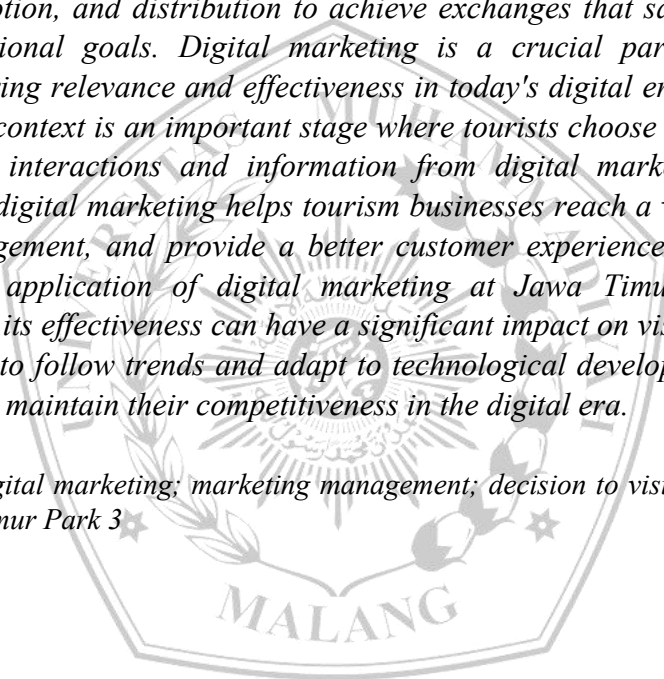 otion, and distribution to achieve exchanges that sa
ional goals. Digital marketing is a crucial par
ing relevance and effectiveness in today's digital er
context is an important stage where tourists choose
interactions and information from digital mark
digital marketing helps tourism businesses reach a
gement, and provide a better customer experience
application of digital marketing at Jawa Timu
its effectiveness can have a significant impact on vis
to follow trends and adapt to technological develop
maintain their competitiveness in the digital era.
gital marketing; marketing management; decision to visi
mur Park 3
UNIVERSITAS MUHAMMADIYAH
MALANG